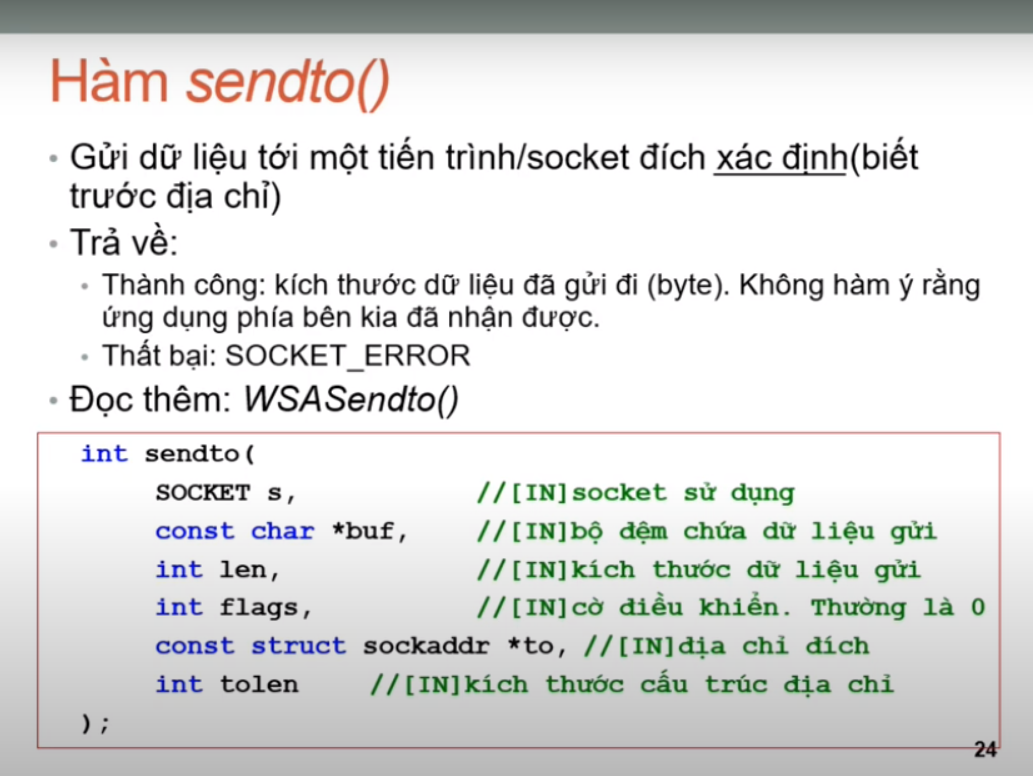 Hàm sendto()
• Gửi dữ liệu tới một tiến trình/socket đích xác định(biết
trước địa chỉ)
• Trả về:
• Thành công: kích thước dữ liệu đã gửi đi (byte). Không hàm ý rằng
ứng dụng phía bên kia đã nhận được.
• Thất bại: SOCKET_ERROR
• Đọc thêm: WSASendto()
int sendto(
SOCKET s, //[IN]socket sử dụng
const char *buf, //[IN]bộ đệm chứa dữ liệu gửi
int len, //[IN]kích thước dữ liệu gửi
int flags, //[IN]cờ điều khiển. Thường là 0
const struct sockaddr *to, //[IN]địa chỉ đích
int tolen //[IN]kích thước cấu trúc địa chỉ
);
24